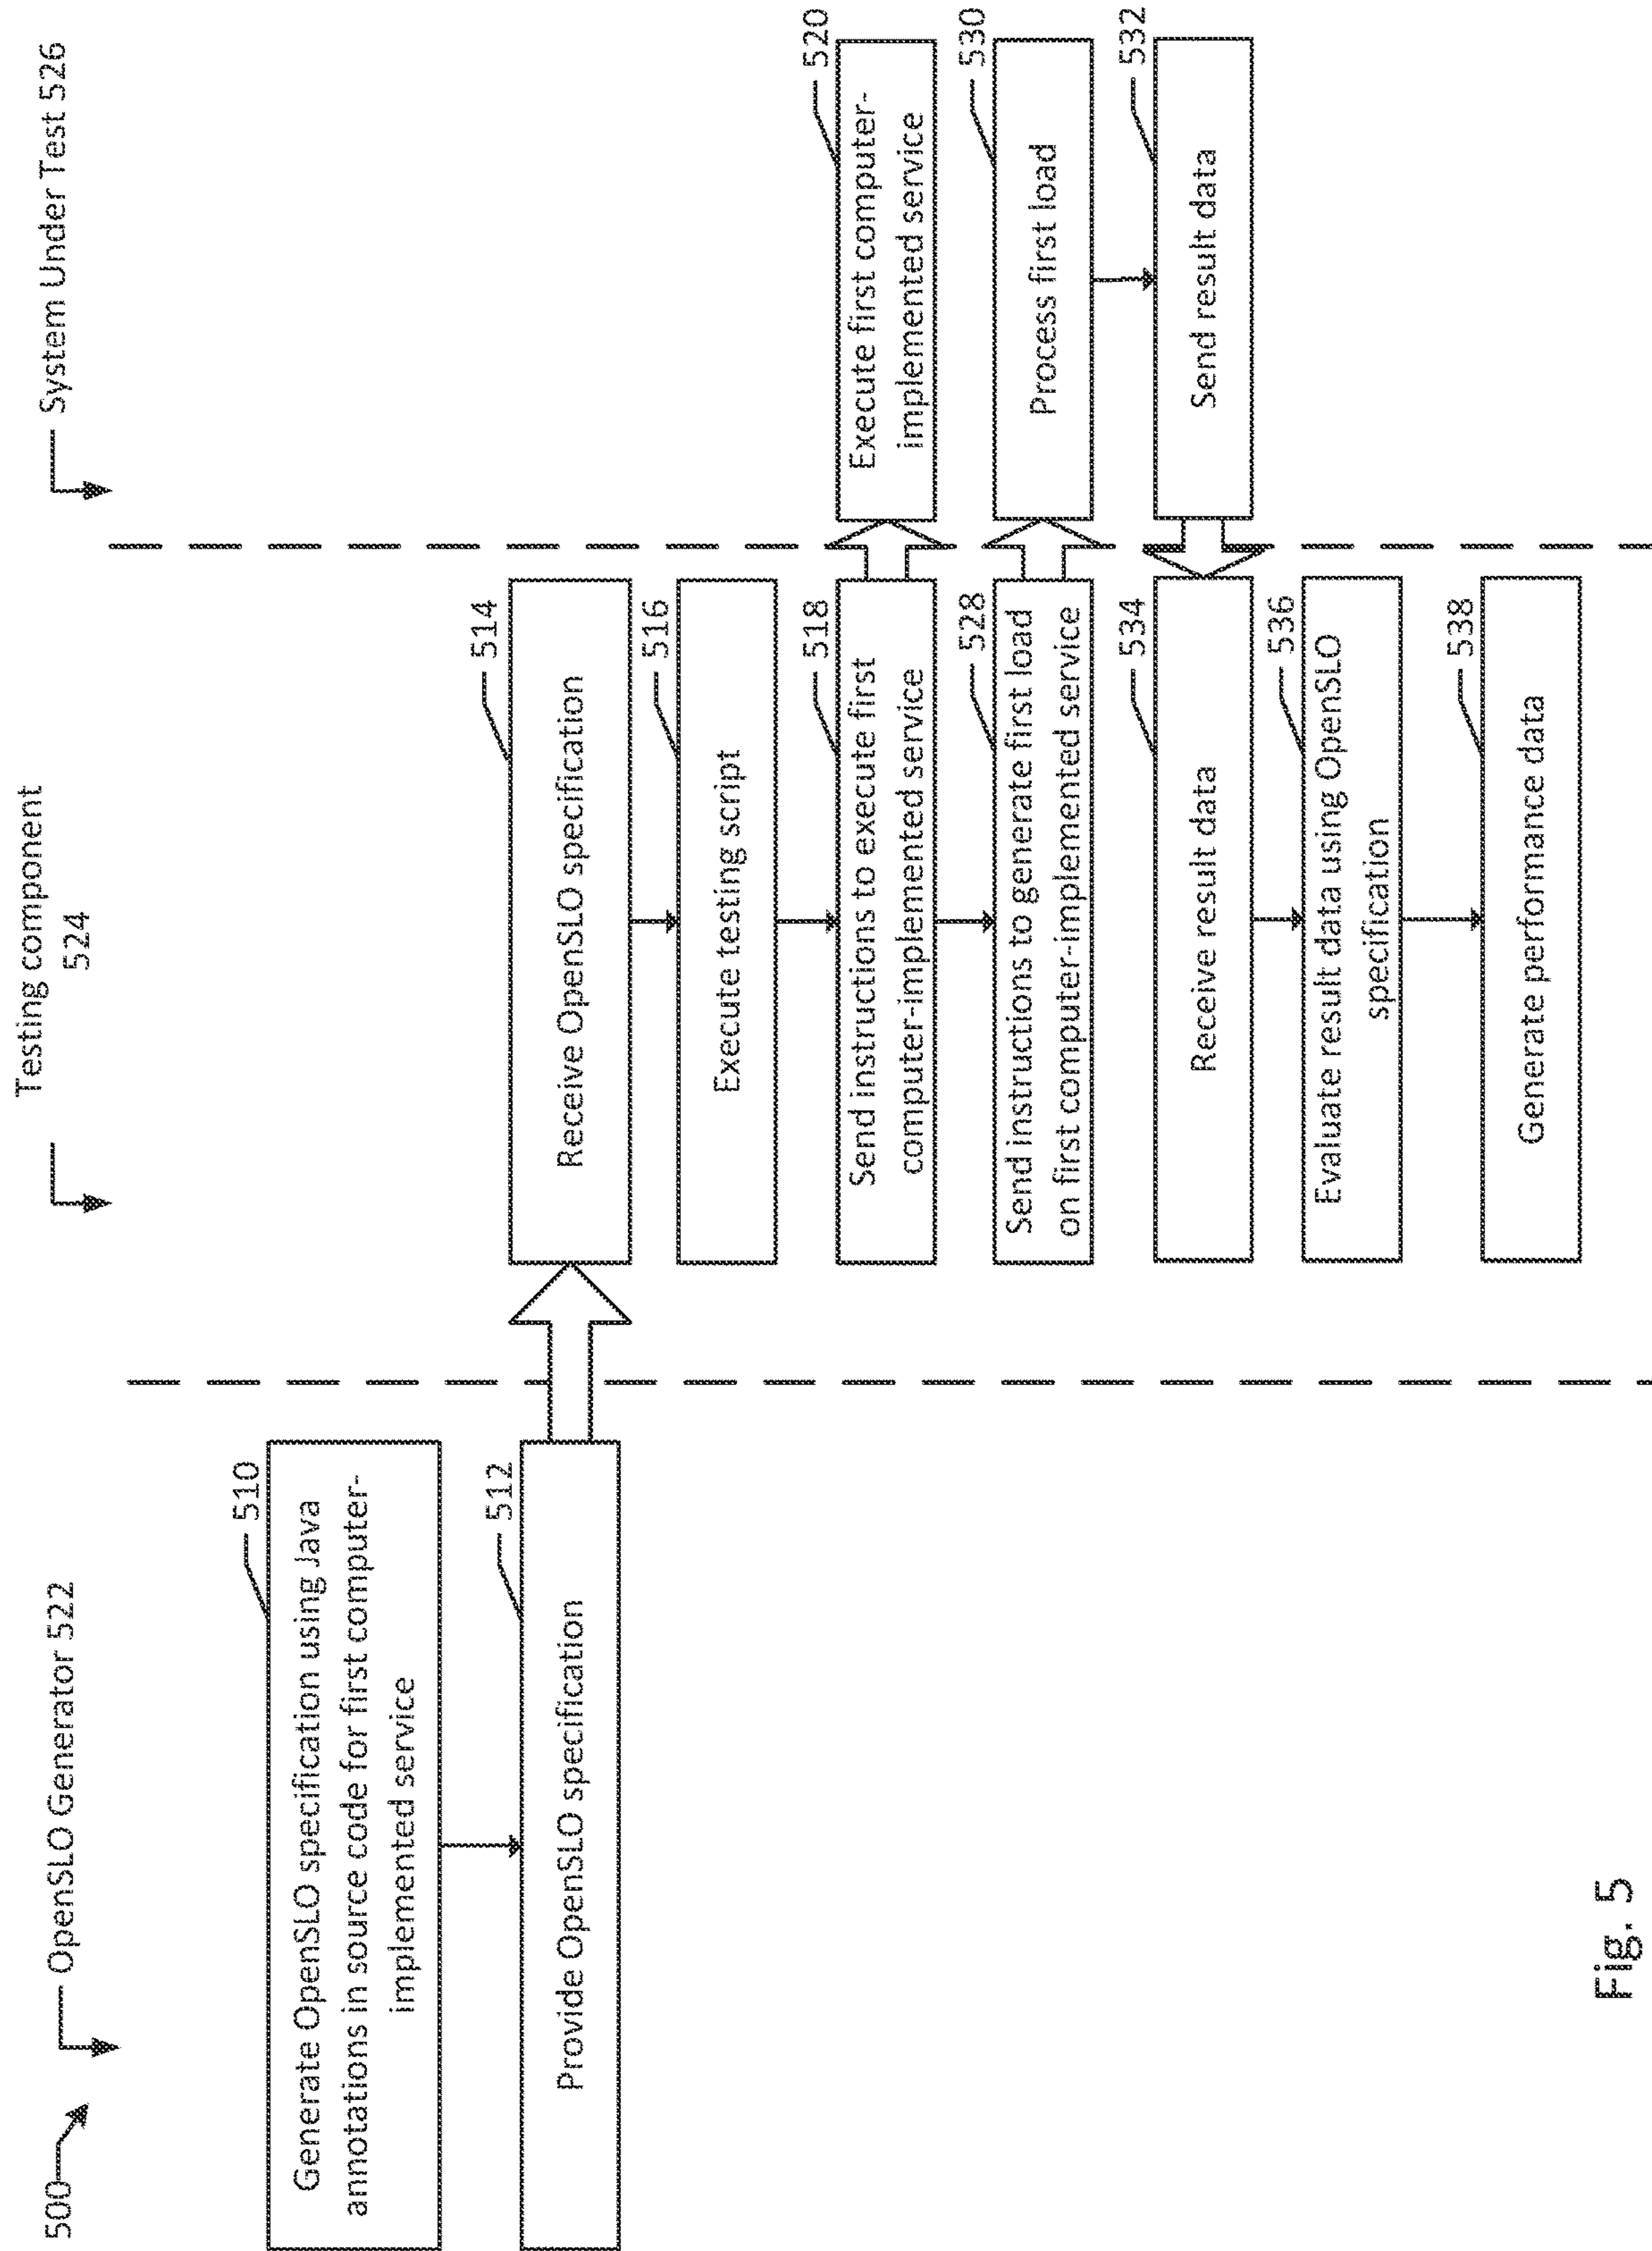 500
OpenSLO Generator 522
Testing component
524
System Under Test 526
510
Generate OpenSLO specification using Java
annotations in source code for first computer-
implemented service
512
Provide OpenSLO specification
514
Receive OpenSLO specification
516
Execute testing script
518
Send instructions to execute first
computer-implemented service
520
Execute first computer-
implemented service
528
Send instructions to generate first load
on first computer-implemented service
530
Process first load
532
Send result data
534
Receive result data
536
Evaluate result data using OpenSLO
specification
538
Generate performance data
Fig. 5